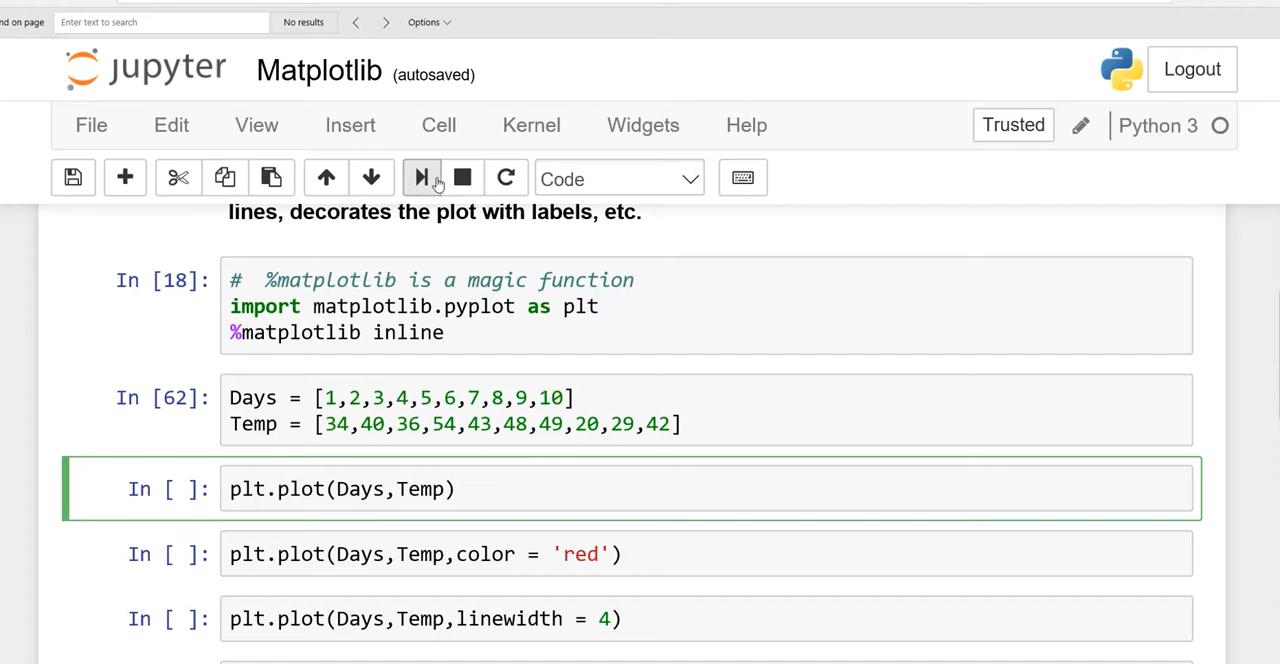 nd on page
Enter text to search
No results
Options
jupyter
Matplotlib (autosaved)
Logout
File Edit View Insert Cell Kernel Widgets Help
Trusted
Python 3
Code
lines, decorates the plot with labels, etc.
In [18]:
# %matplotlib is a magic function
import matplotlib.pyplot as plt
%matplotlib inline
In [62]:
Days = [1,2,3,4,5,6,7,8,9,10]
Temp = [34,40,36,54,43,48,49,20,29,42]
In [ ]: plt.plot(Days,Temp)
In [ ]: plt.plot(Days,Temp,color = 'red')
In [ ]: plt.plot(Days,Temp,linewidth = 4)